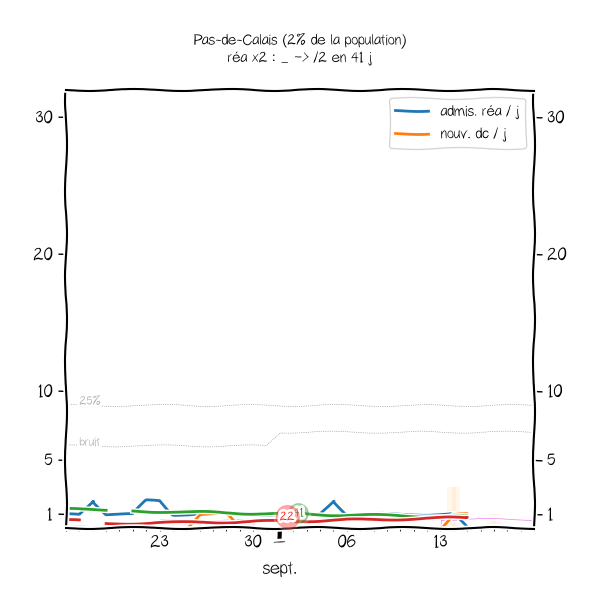 Pas-de-Calais (2% de la population)
réa x2 : _ -> /2 en 41 j
admis. réa / j
nouv. dc / j
30
30
20
20
10
10
25%
bruit
5
5
1
1
22
23
30
06
13
sept.